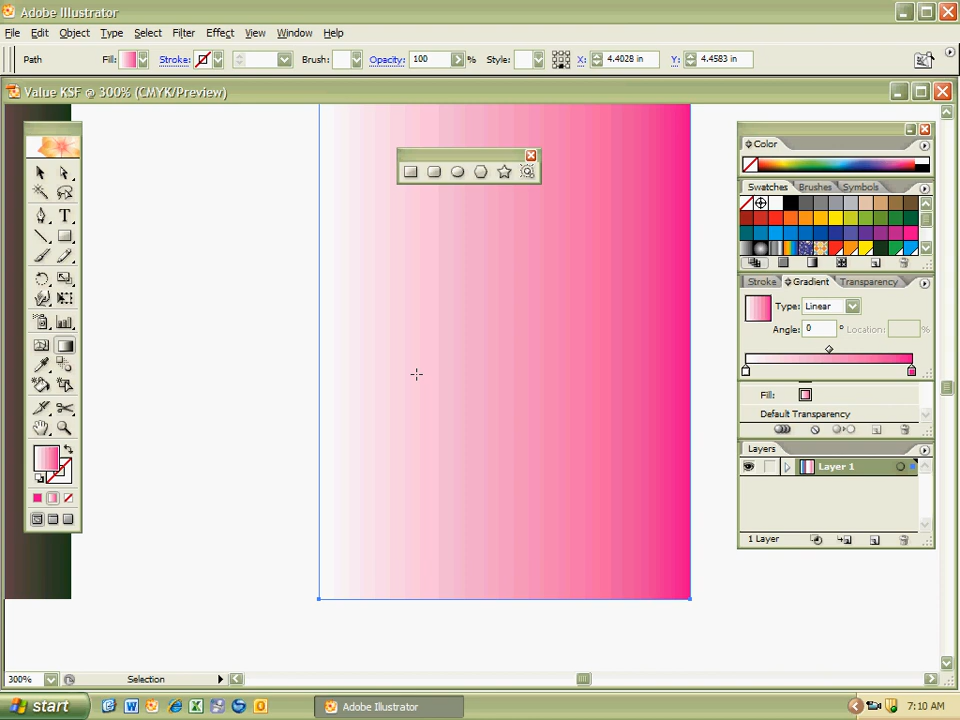 Adobe Illustrator
File Edit Object Type Select Filter Effect View Window Help
Path Fill: Stroke: Brush: Opacity: 100 % Style: X: 4.4028 in Y: 4.4583 in
Value KSF @ 300% (CMYK/Preview)
Color
Swatches Brushes Symbols
Stroke Gradient Transparency
Type: Linear
Angle: 0 ° Location: %
Fill:
Default Transparency
Layers
Layer 1
1 Layer
300% Selection
start Adobe Illustrator 7:10 AM